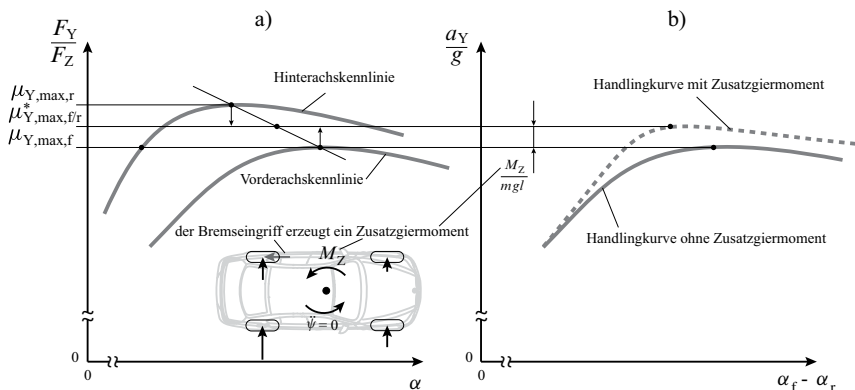 a)
F_Y
F_Z
μ_Y,max,r
μ*_Y,max,f/r
μ_Y,max,f
Hinterachskennlinie
Vorderachskennlinie
der Bremseingriff erzeugt ein Zusatzgiermoment
M_Z
ψ̈=0
0
0
α
b)
a_Y
g
Handlingkurve mit Zusatzgiermoment
M_Z
mgl
Handlingkurve ohne Zusatzgiermoment
0
0
α_f - α_r